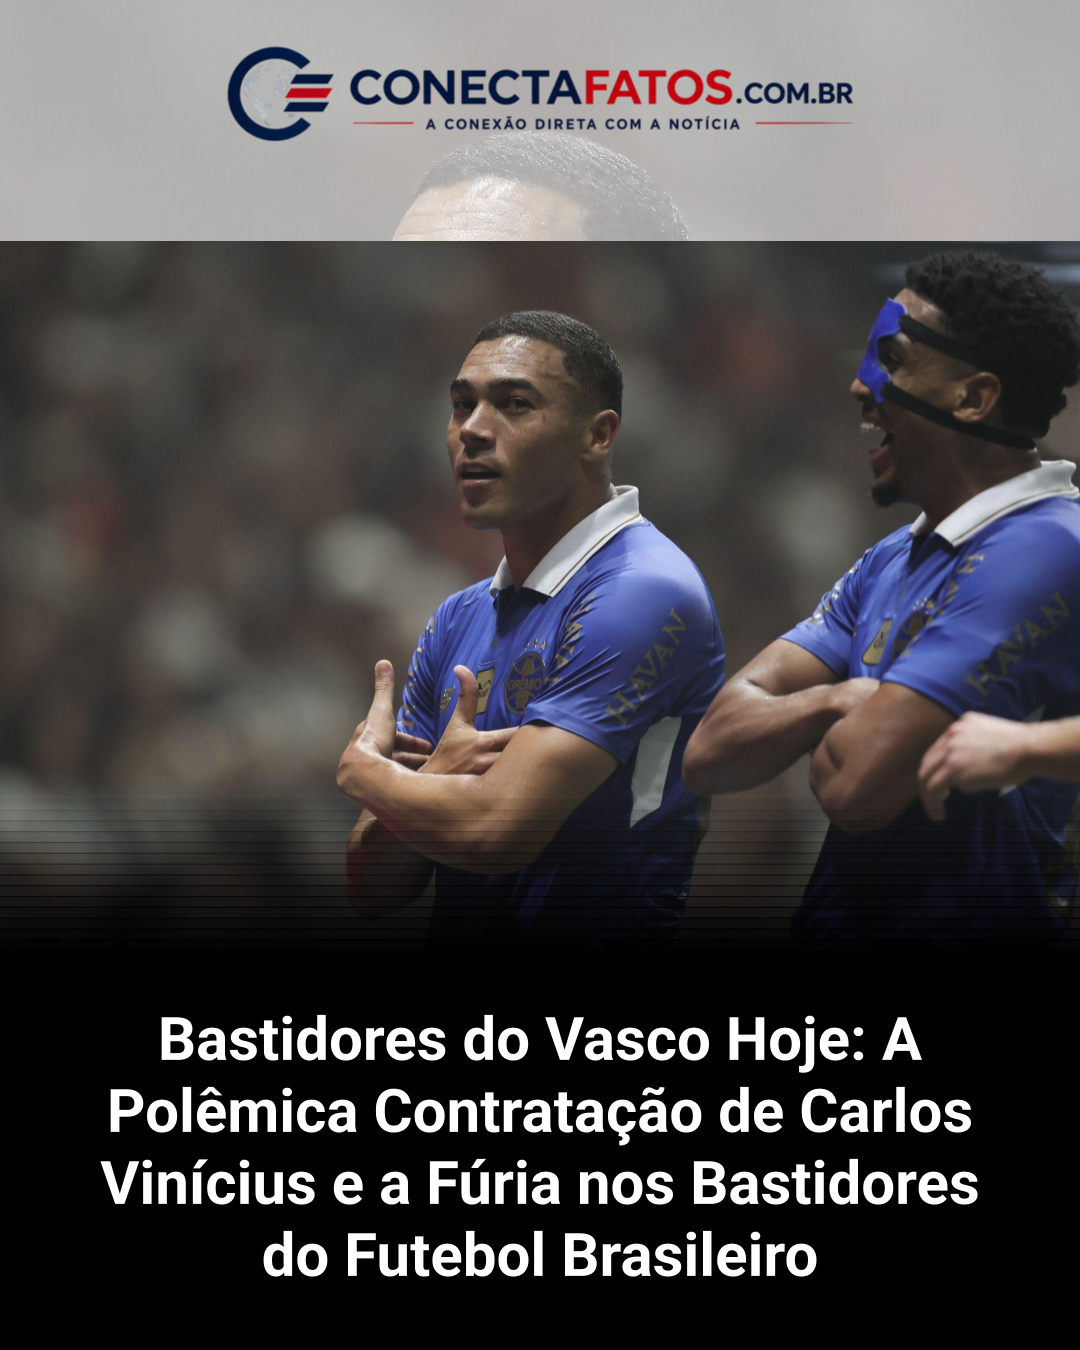 CONECTAFATOS.COM.BR
A CONEXÃO DIRETA COM A NOTÍCIA
GRÊMIO
HAVAN
HAVAN
Bastidores do Vasco Hoje: A
Polêmica Contratação de Carlos
Vinícius e a Fúria nos Bastidores
do Futebol Brasileiro